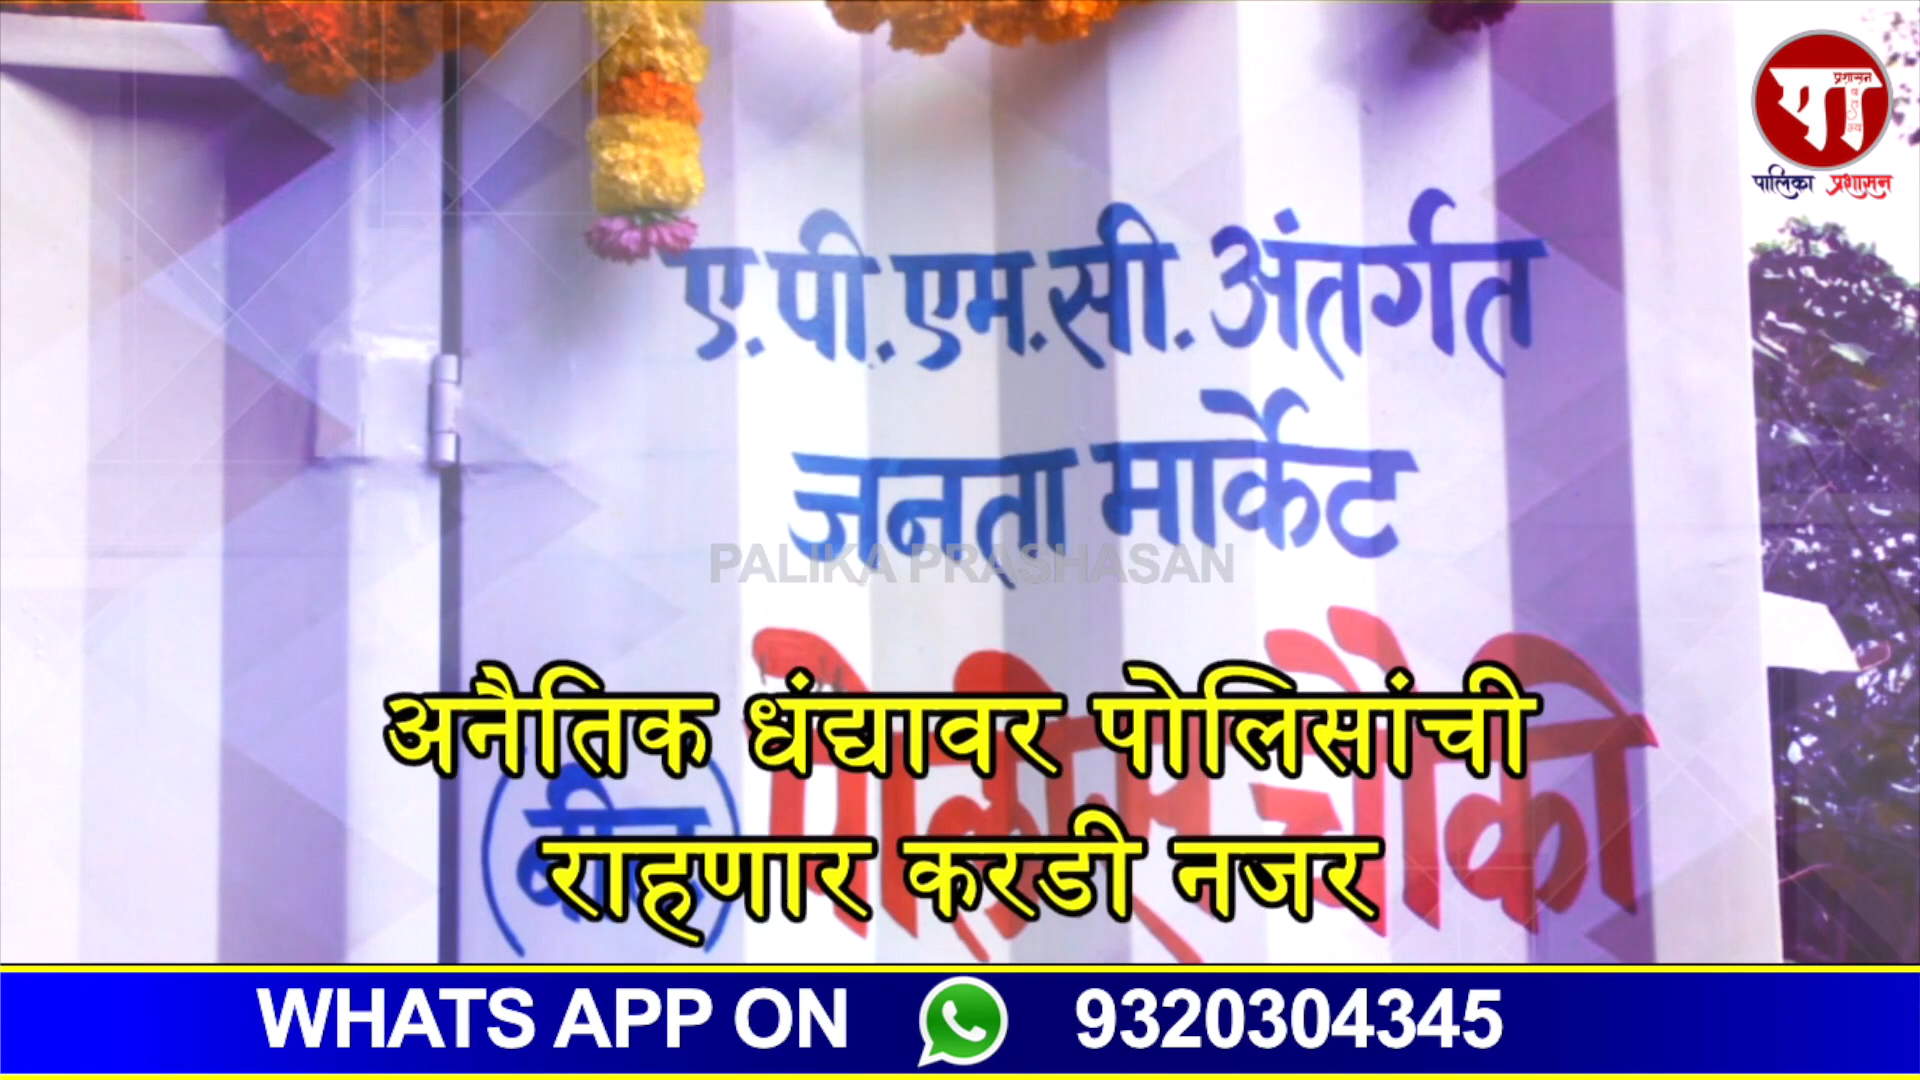 प्रशासन
पालिका प्रशासन
ए.पी.एम.सी. अंतर्गत
जनता मार्केट
PALIKA PRASHASAN
अनैतिक धंद्यावर पोलिसांची
राहणार करडी नजर
(बीट) पोलीस चौकी
WHATS APP ON 9320304345